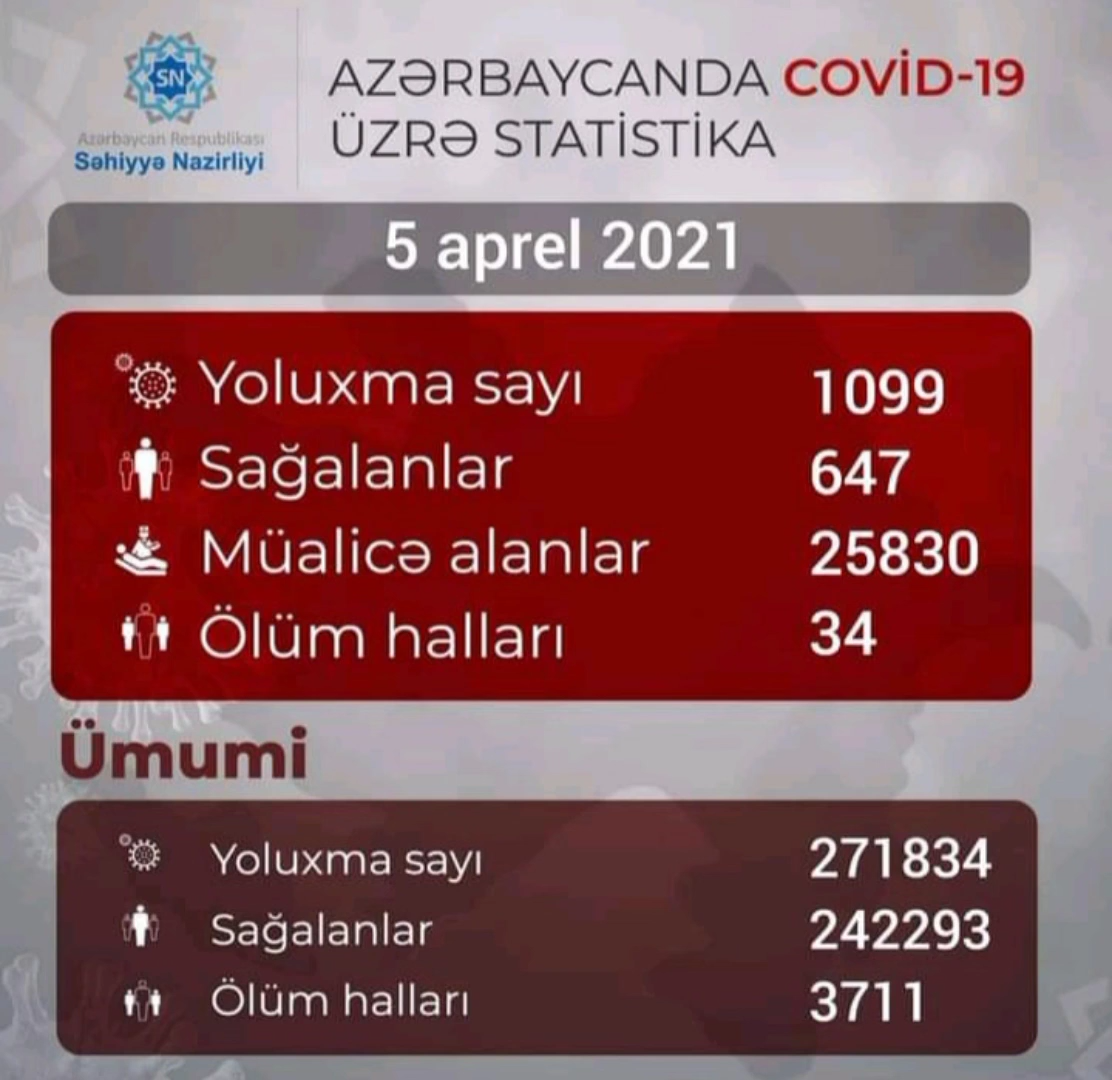 SN
Azərbaycan Respublikası
Səhiyyə Nazirliyi
AZƏRBAYCANDA COVİD-19
ÜZRƏ STATİSTİKA
5 aprel 2021
Yoluxma sayı 1099
Sağalanlar 647
Müalicə alanlar 25830
Ölüm halları 34
Ümumi
Yoluxma sayı 271834
Sağalanlar 242293
Ölüm halları 3711